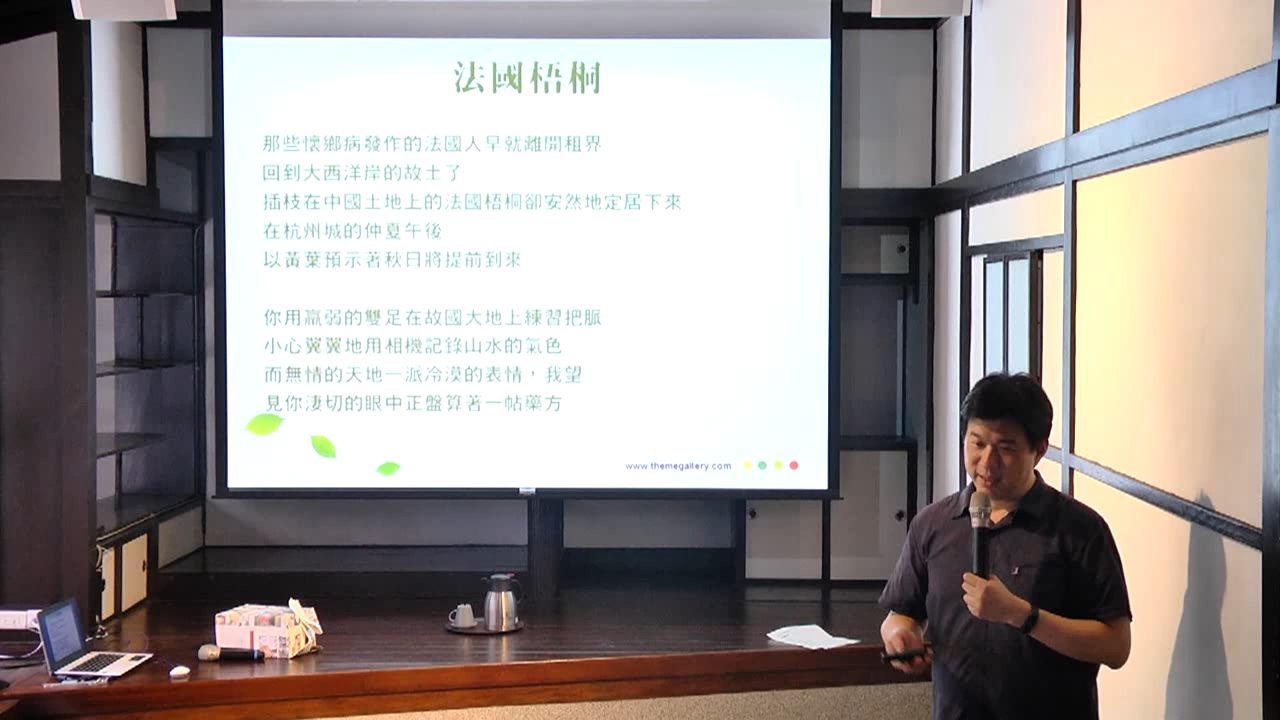 法國梧桐
那些懷鄉病發作的法國人早就離開租界
回到大西洋岸的故土了
插枝在中國土地上的法國梧桐卻安然地定居下來
在杭州城的仲夏午後
以黃葉預示著秋日將提前到來
你用羸弱的雙足在故國大地上練習把脈
小心翼翼地用相機記錄山水的氣色
而無情的天地一派冷漠的表情，我望
見你淒切的眼中正盤算著一帖藥方
www.themegallery.com